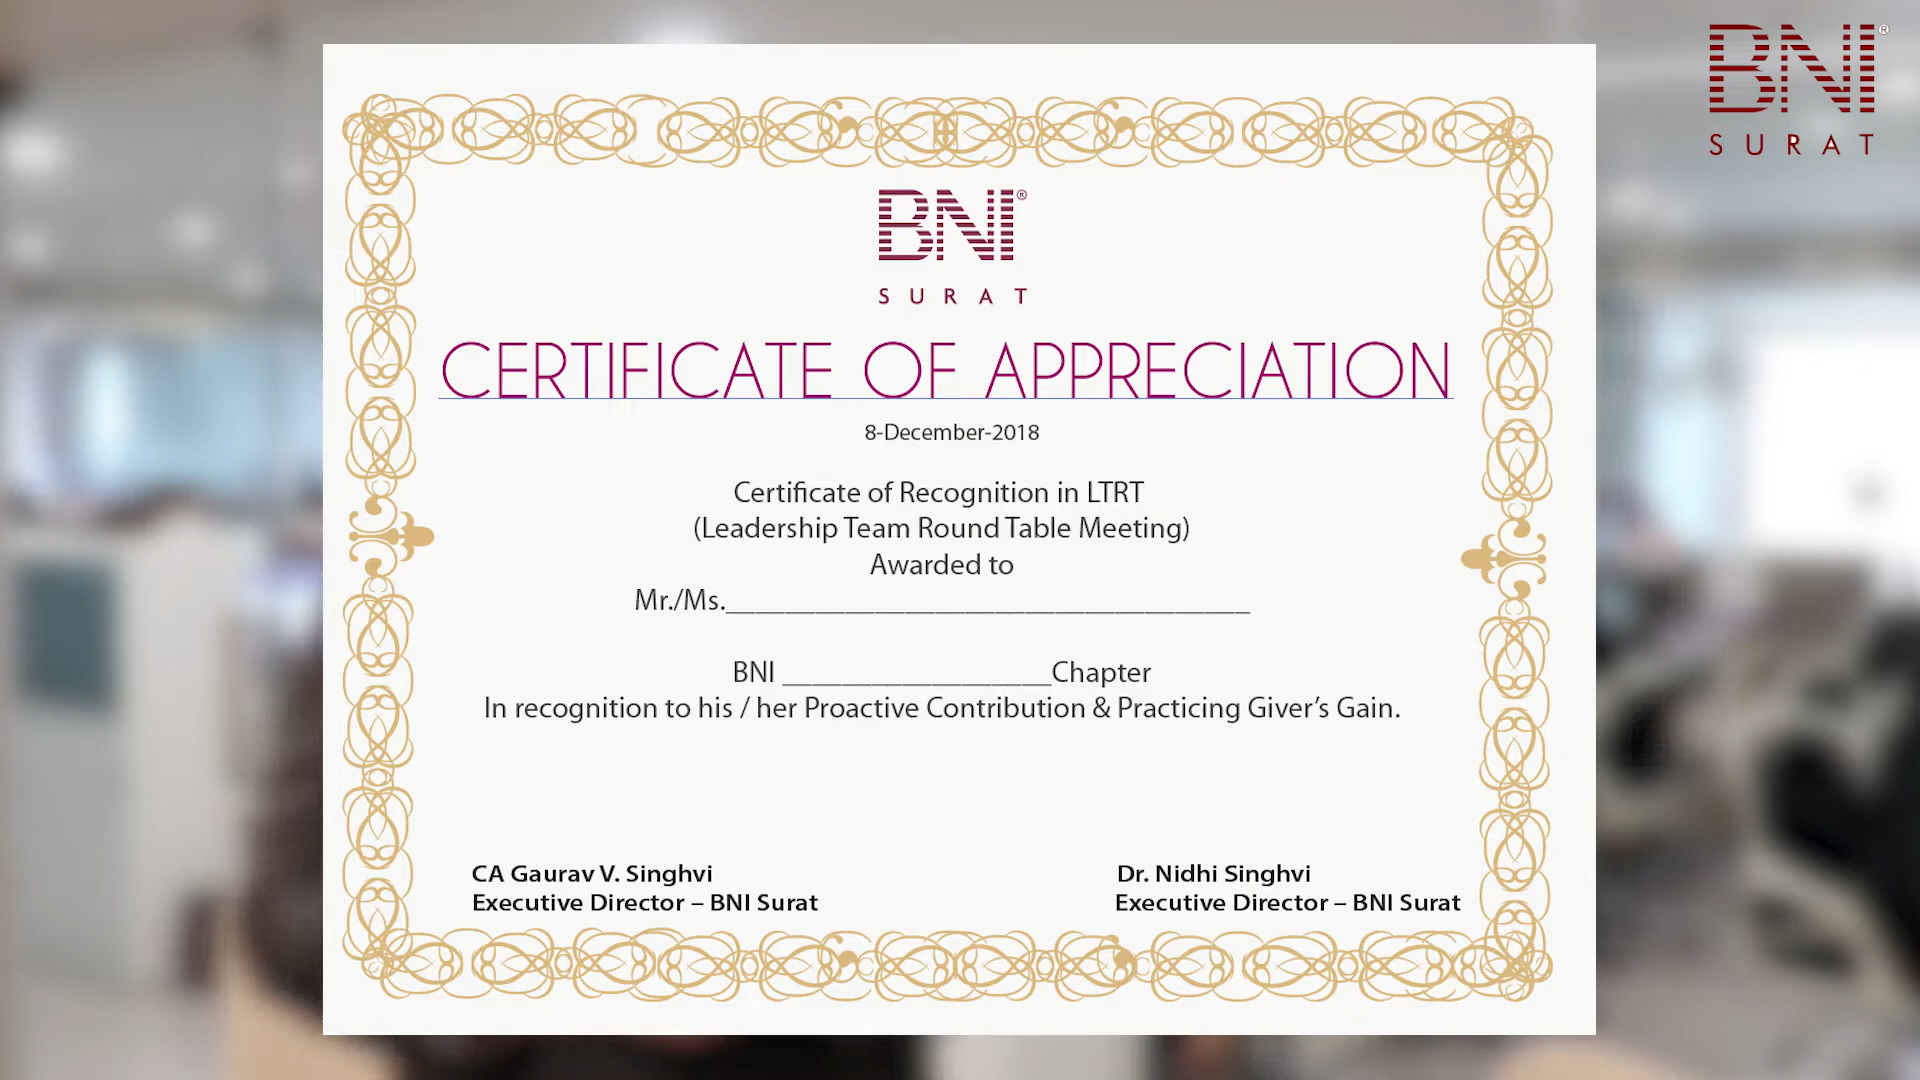 BNI®
SURAT
BNI®
SURAT
CERTIFICATE OF APPRECIATION
8-December-2018
Certificate of Recognition in LTRT
(Leadership Team Round Table Meeting)
Awarded to
Mr./Ms.___________________________________
BNI __________________Chapter
In recognition to his / her Proactive Contribution & Practicing Giver’s Gain.
CA Gaurav V. Singhvi
Executive Director – BNI Surat
Dr. Nidhi Singhvi
Executive Director – BNI Surat